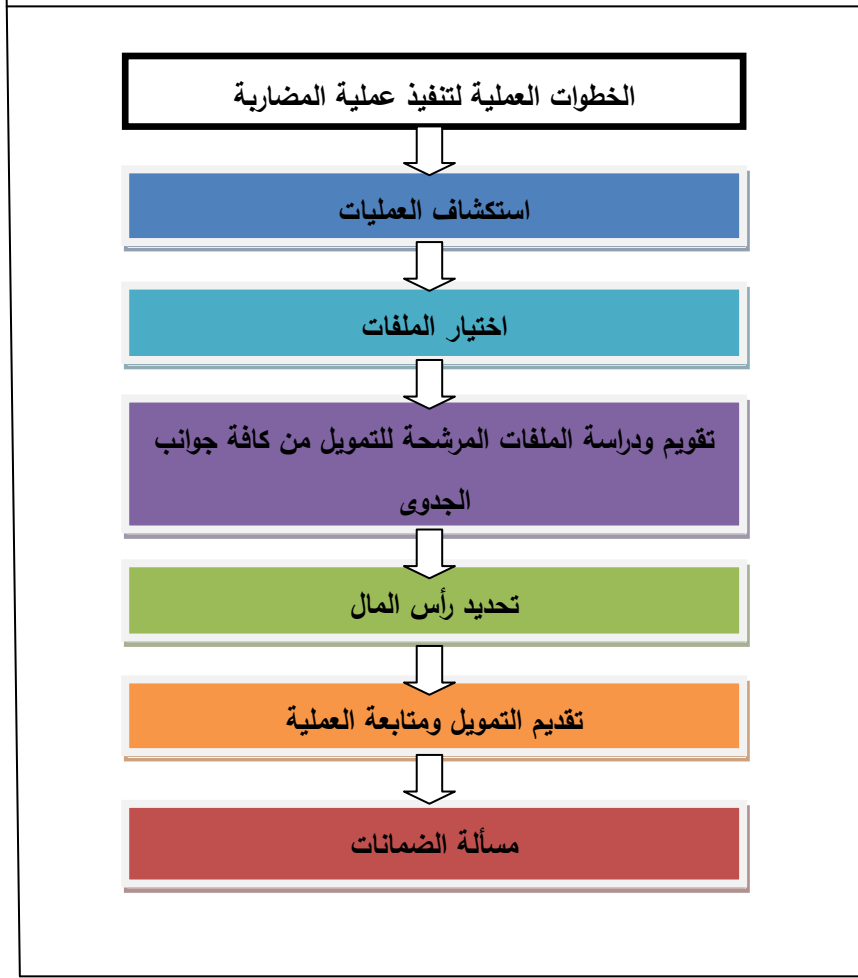 الخطوات العملية لتنفيذ عملية المضاربة
استكشاف العمليات
اختيار الملفات
تقويم ودراسة الملفات المرشحة للتمويل من كافة جوانب
الجدوى
تحديد رأس المال
تقديم التمويل ومتابعة العملية
مسألة الضمانات